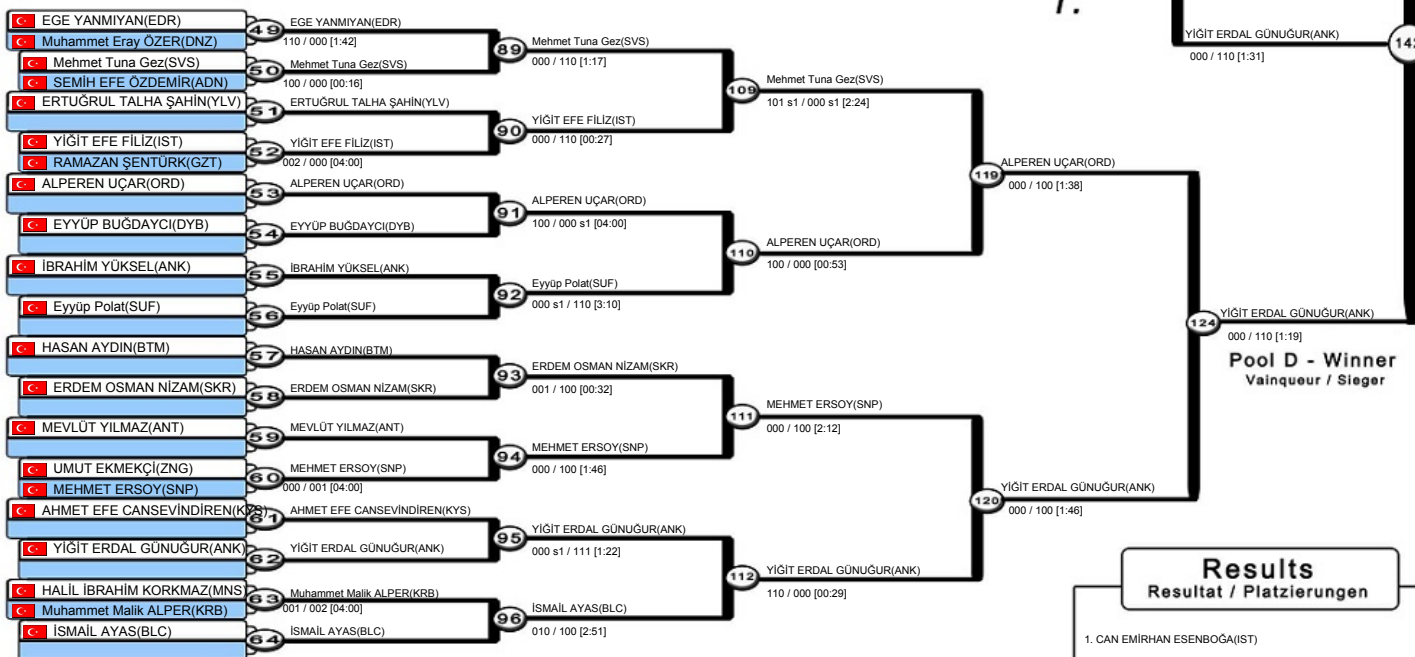 EGE YANMIYAN(EDR)
Muhammet Eray ÖZER(DNZ)
Mehmet Tuna Gez(SVS)
SEMİH EFE ÖZDEMİR(ADN)
ERTUĞRUL TALHA ŞAHİN(YLV)
YİĞİT EFE FİLİZ(IST)
RAMAZAN ŞENTÜRK(GZT)
ALPEREN UÇAR(ORD)
EYYÜP BUĞDAYCI(DYB)
İBRAHİM YÜKSEL(ANK)
Eyyüp Polat(SUF)
HASAN AYDIN(BTM)
ERDEM OSMAN NİZAM(SKR)
MEVLÜT YILMAZ(ANT)
UMUT EKMEKÇİ(ZNG)
MEHMET ERSOY(SNP)
AHMET EFE CANSEVİNDİREN(KYS)
YİĞİT ERDAL GÜNUĞUR(ANK)
HALİL İBRAHİM KORKMAZ(MNS)
Muhammet Malik ALPER(KRB)
İSMAİL AYAS(BLC)
49
EGE YANMIYAN(EDR)
110 / 000 [1:42]
50
Mehmet Tuna Gez(SVS)
100 / 000 [00:16]
51
ERTUĞRUL TALHA ŞAHİN(YLV)
52
YİĞİT EFE FİLİZ(IST)
002 / 000 [04:00]
53
ALPEREN UÇAR(ORD)
54
EYYÜP BUĞDAYCI(DYB)
55
İBRAHİM YÜKSEL(ANK)
56
Eyyüp Polat(SUF)
57
HASAN AYDIN(BTM)
58
ERDEM OSMAN NİZAM(SKR)
59
MEVLÜT YILMAZ(ANT)
60
MEHMET ERSOY(SNP)
000 / 001 [04:00]
61
AHMET EFE CANSEVİNDİREN(KYS)
62
YİĞİT ERDAL GÜNUĞUR(ANK)
63
Muhammet Malik ALPER(KRB)
001 / 002 [04:00]
64
İSMAİL AYAS(BLC)
89
Mehmet Tuna Gez(SVS)
000 / 110 [1:17]
90
YİĞİT EFE FİLİZ(IST)
000 / 110 [00:27]
91
ALPEREN UÇAR(ORD)
100 / 000 s1 [04:00]
92
Eyyüp Polat(SUF)
000 s1 / 110 [3:10]
93
ERDEM OSMAN NİZAM(SKR)
001 / 100 [00:32]
94
MEHMET ERSOY(SNP)
000 / 100 [1:46]
95
YİĞİT ERDAL GÜNUĞUR(ANK)
000 s1 / 111 [1:22]
96
İSMAİL AYAS(BLC)
010 / 100 [2:51]
109
Mehmet Tuna Gez(SVS)
101 s1 / 000 s1 [2:24]
110
ALPEREN UÇAR(ORD)
100 / 000 [00:53]
111
MEHMET ERSOY(SNP)
000 / 100 [2:12]
112
YİĞİT ERDAL GÜNUĞUR(ANK)
110 / 000 [00:29]
119
ALPEREN UÇAR(ORD)
000 / 100 [1:38]
120
YİĞİT ERDAL GÜNUĞUR(ANK)
000 / 100 [1:46]
124
YİĞİT ERDAL GÜNUĞUR(ANK)
000 / 110 [1:19]
Pool D - Winner
Vainqueur / Sieger
YİĞİT ERDAL GÜNUĞUR(ANK)
000 / 110 [1:31]
Results
Resultat / Platzierungen
1. CAN EMİRHAN ESENBOĞA(IST)